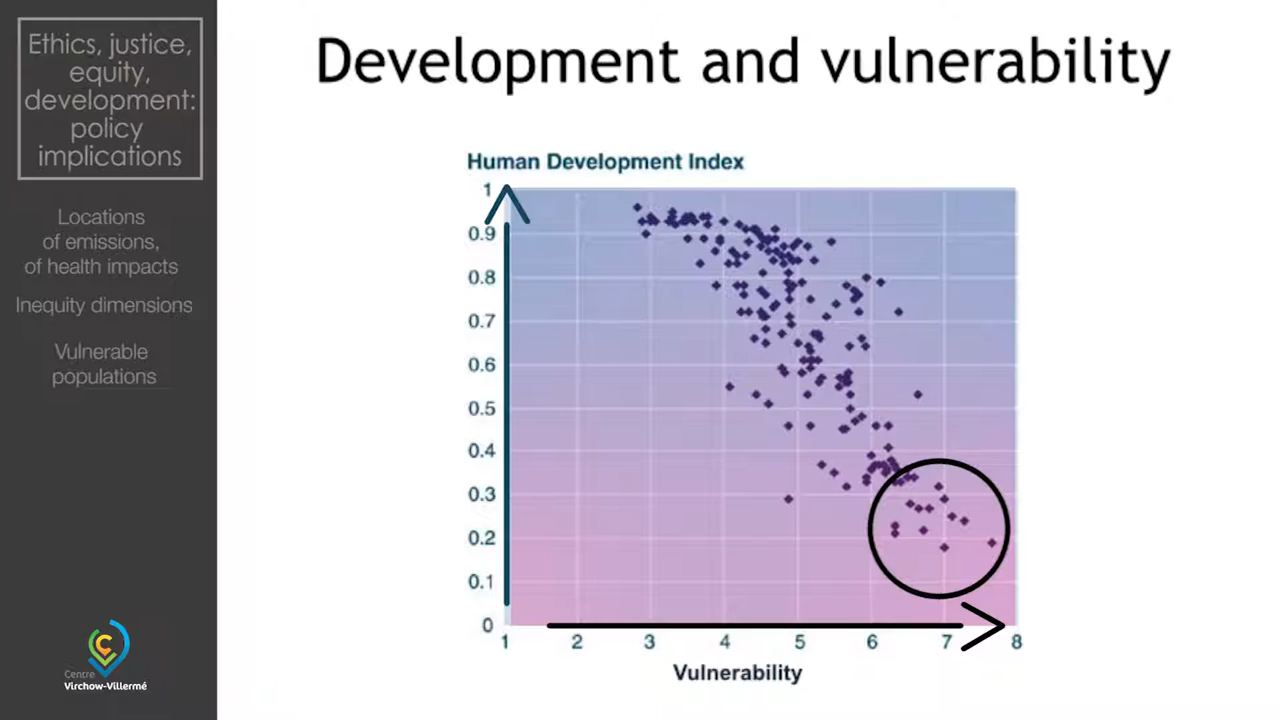 Ethics, justice,
equity,
development:
policy
implications
Locations
of emissions,
of health impacts
Inequity dimensions
Vulnerable
populations
Centre
Virchow-Villermé
Development and vulnerability
Human Development Index
1
0.9
0.8
0.7
0.6
0.5
0.4
0.3
0.2
0.1
0
1 2 3 4 5 6 7 8
Vulnerability